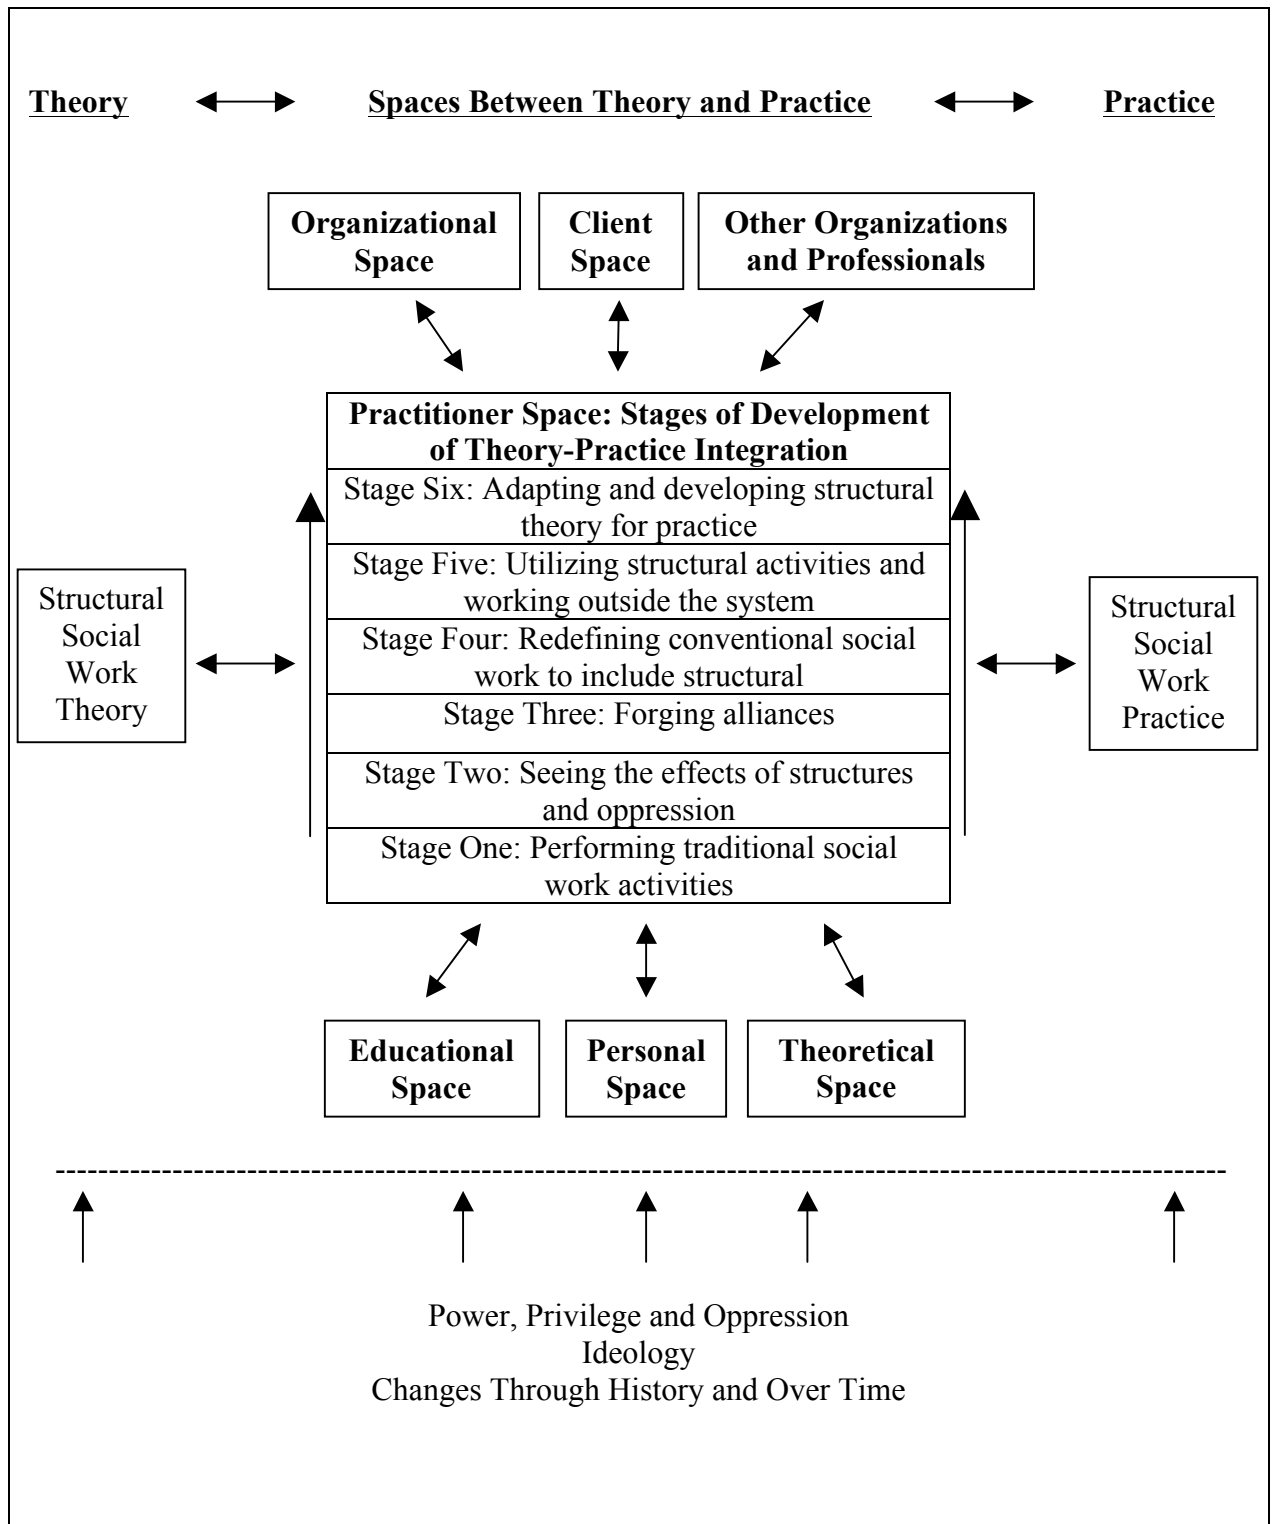 Theory
Spaces Between Theory and Practice
Practice
Organizational
Space
Client
Space
Other Organizations
and Professionals
Practitioner Space: Stages of Development
of Theory-Practice Integration
Stage Six: Adapting and developing structural
theory for practice
Stage Five: Utilizing structural activities and
working outside the system
Stage Four: Redefining conventional social
work to include structural
Stage Three: Forging alliances
Stage Two: Seeing the effects of structures
and oppression
Stage One: Performing traditional social
work activities
Structural
Social
Work
Theory
Structural
Social
Work
Practice
Educational
Space
Personal
Space
Theoretical
Space
Power, Privilege and Oppression
Ideology
Changes Through History and Over Time